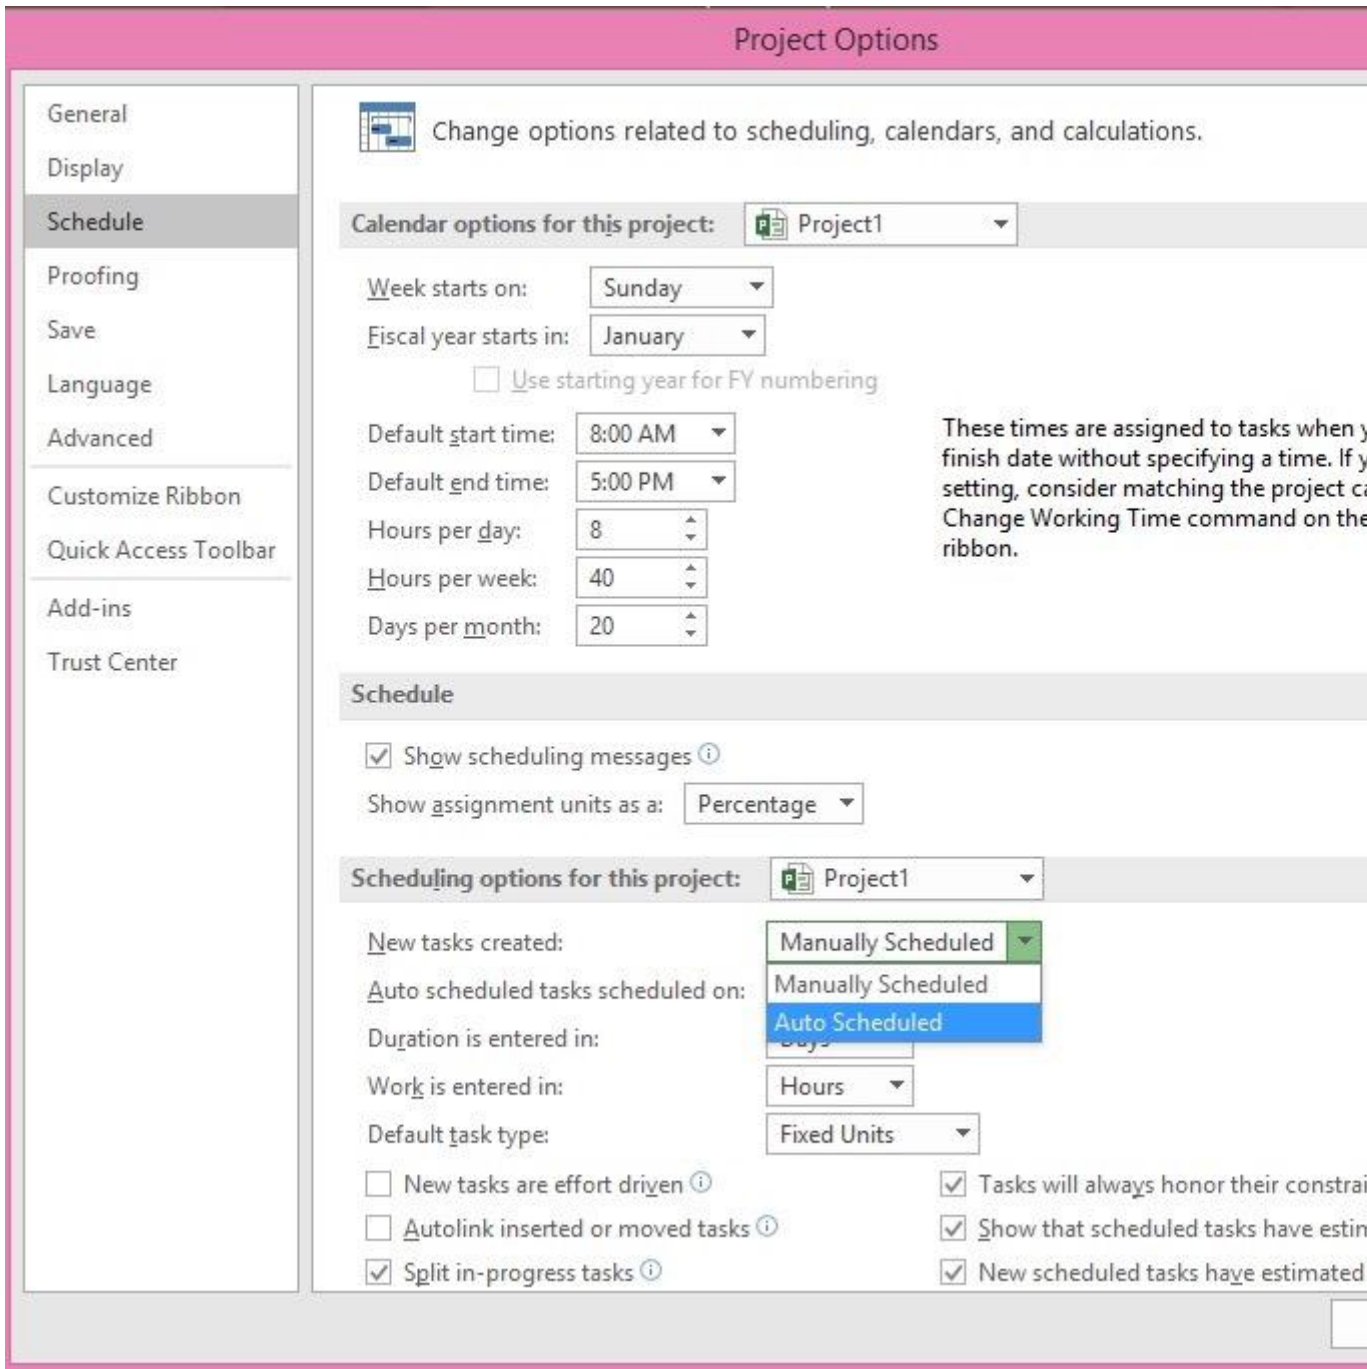 Project Options
General
Display
Schedule
Proofing
Save
Language
Advanced
Customize Ribbon
Quick Access Toolbar
Add-ins
Trust Center
Change options related to scheduling, calendars, and calculations.
Calendar options for this project: Project1
Week starts on: Sunday
Fiscal year starts in: January
Use starting year for FY numbering
Default start time: 8:00 AM
Default end time: 5:00 PM
Hours per day: 8
Hours per week: 40
Days per month: 20
These times are assigned to tasks when
finish date without specifying a time. If
setting, consider matching the project
Change Working Time command on the
ribbon.
Schedule
Show scheduling messages
Show assignment units as a: Percentage
Scheduling options for this project: Project1
New tasks created: Manually Scheduled
Manually Scheduled
Auto scheduled tasks scheduled on:
Auto Scheduled
Duration is entered in: Days
Work is entered in: Hours
Default task type: Fixed Units
New tasks are effort driven
Autolink inserted or moved tasks
Split in-progress tasks
Tasks will always honor their
Show that scheduled tasks have
New scheduled tasks have estimated